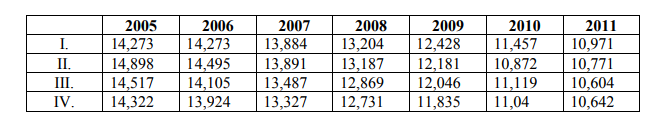 2005 2006 2007 2008 2009 2010 2011
I. 14,273 14,273 13,884 13,204 12,428 11,457 10,971
II. 14,898 14,495 13,891 13,187 12,181 10,872 10,771
III. 14,517 14,105 13,487 12,869 12,046 11,119 10,604
IV. 14,322 13,924 13,327 12,731 11,835 11,04 10,642